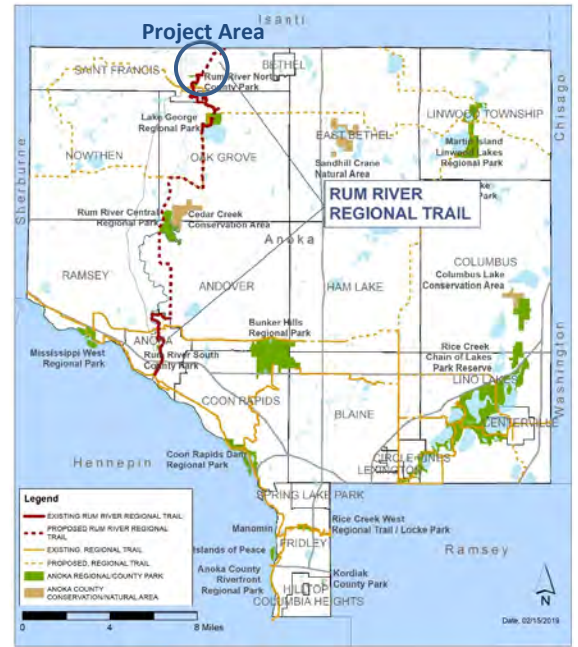 Project Area
Isanti
SAINT FRANCIS
BETHEL
Rum River North
County Park
Chisago
Lake George
Regional Park
LINWOOD TOWNSHIP
EAST BETHEL
Martin Island
Linwood Lakes
Regional Park
NOWTHEN
OAK GROVE
Sandhill Crane
Natural Area
Sherburne
RUM RIVER
REGIONAL TRAIL
Rum River Central
Regional Park
Cedar Creek
Conservation Area
Anoka
COLUMBUS
Columbus Lake
Conservation Area
RAMSEY
ANDOVER
HAM LAKE
Bunker Hills
Regional Park
Rice Creek
Chain of Lakes
Park Reserve
Washington
ANOKA
Rum River South
County Park
Mississippi West
Regional Park
LINO LAKES
COON RAPIDS
BLAINE
CENTERVILLE
CIRCLE PINES
LEXINGTON
Coon Rapids Dam
Regional Park
Hennepin
SPRING LAKE PARK
Legend
EXISTING RUM RIVER REGIONAL TRAIL
PROPOSED RUM RIVER REGIONAL
TRAIL
EXISTING, REGIONAL TRAIL
PROPOSED, REGIONAL TRAIL
ANOKA REGIONAL/COUNTY PARK
ANOKA COUNTY
CONSERVATION/NATURAL AREA
Manomin
Rice Creek West
Regional Trail / Locke Park
Ramsey
Islands of Peace
FRIDLEY
Anoka County
Riverfront
Regional Park
Kordiak
County Park
HILLTOP
COLUMBIA HEIGHTS
N
0 4 8 Miles
Date, 02/15/2019